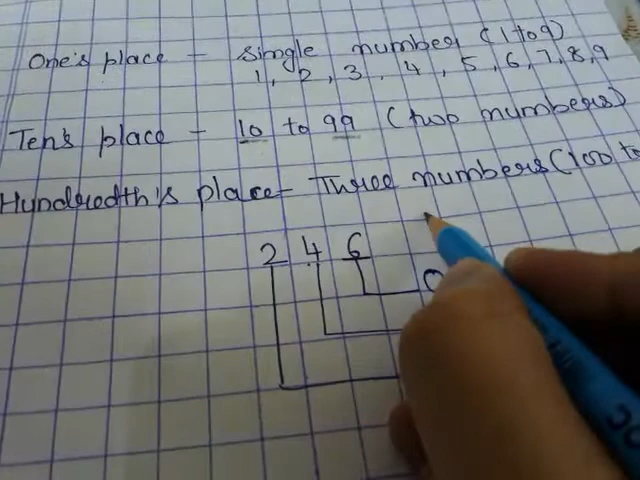 One's place - single number (1 to 9)
1, 2, 3, 4, 5, 6, 7, 8, 9
Ten's place - 10 to 99 (two numbers)
Hundredth's place - Three numbers (100 to
2 4 6
O